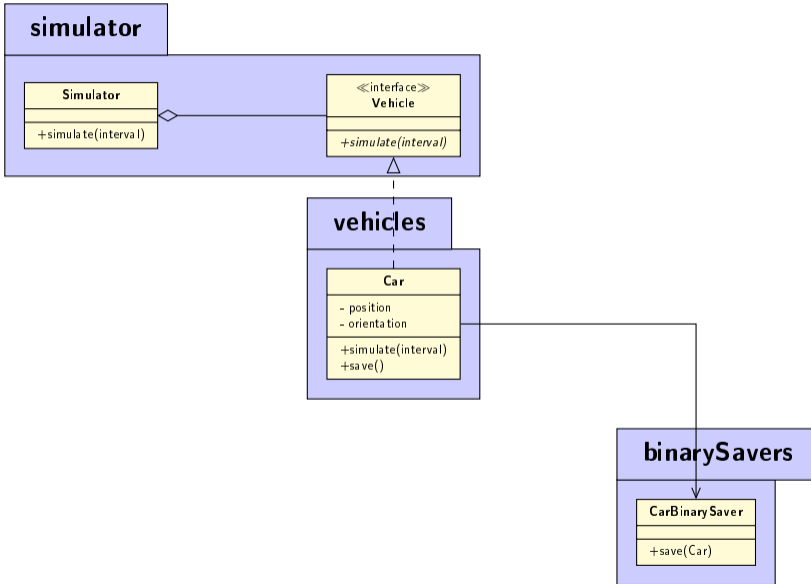 simulator
Simulator
+simulate(interval)
≪interface≫
Vehicle
+simulate(interval)
vehicles
Car
- position
- orientation
+simulate(interval)
+save()
binarySavers
CarBinarySaver
+save(Car)